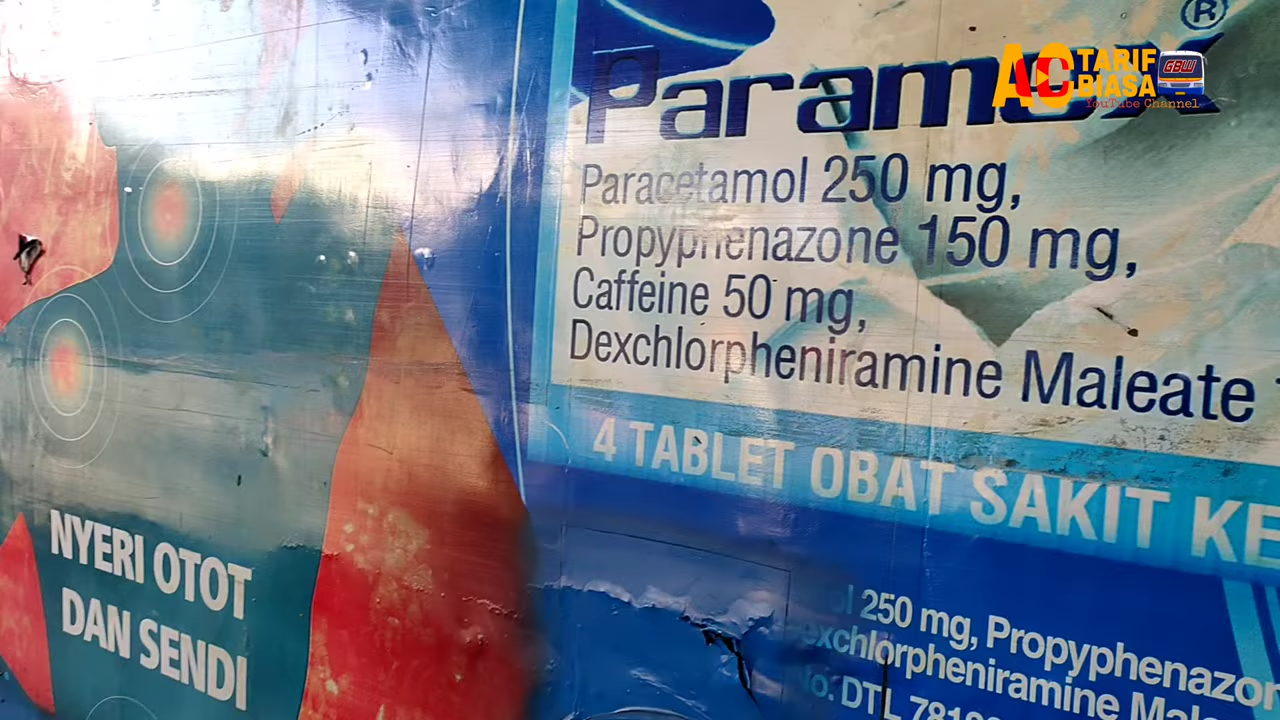 Paramex ®
Paracetamol 250 mg,
Propyphenazone 150 mg,
Caffeine 50 mg,
Dexchlorpheniramine Maleate
4 TABLET OBAT SAKIT KE
250 mg, Propyphenazon
No. DTL
NYERI OTOT
DAN SENDI
AC TARIF BIASA
GBW
YouTube Channel